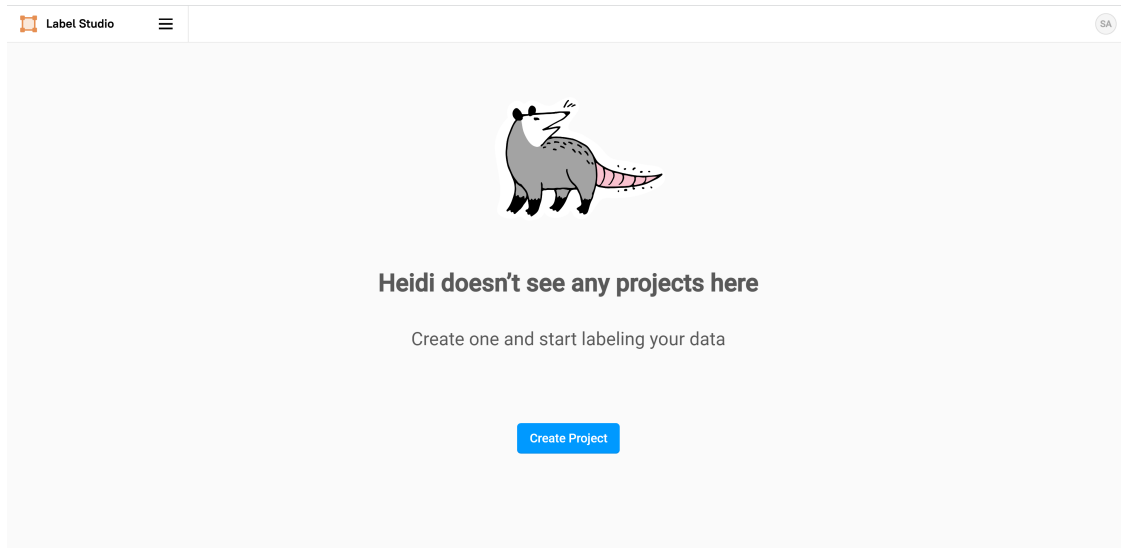 Label Studio
SA
Heidi doesn’t see any projects here
Create one and start labeling your data
Create Project